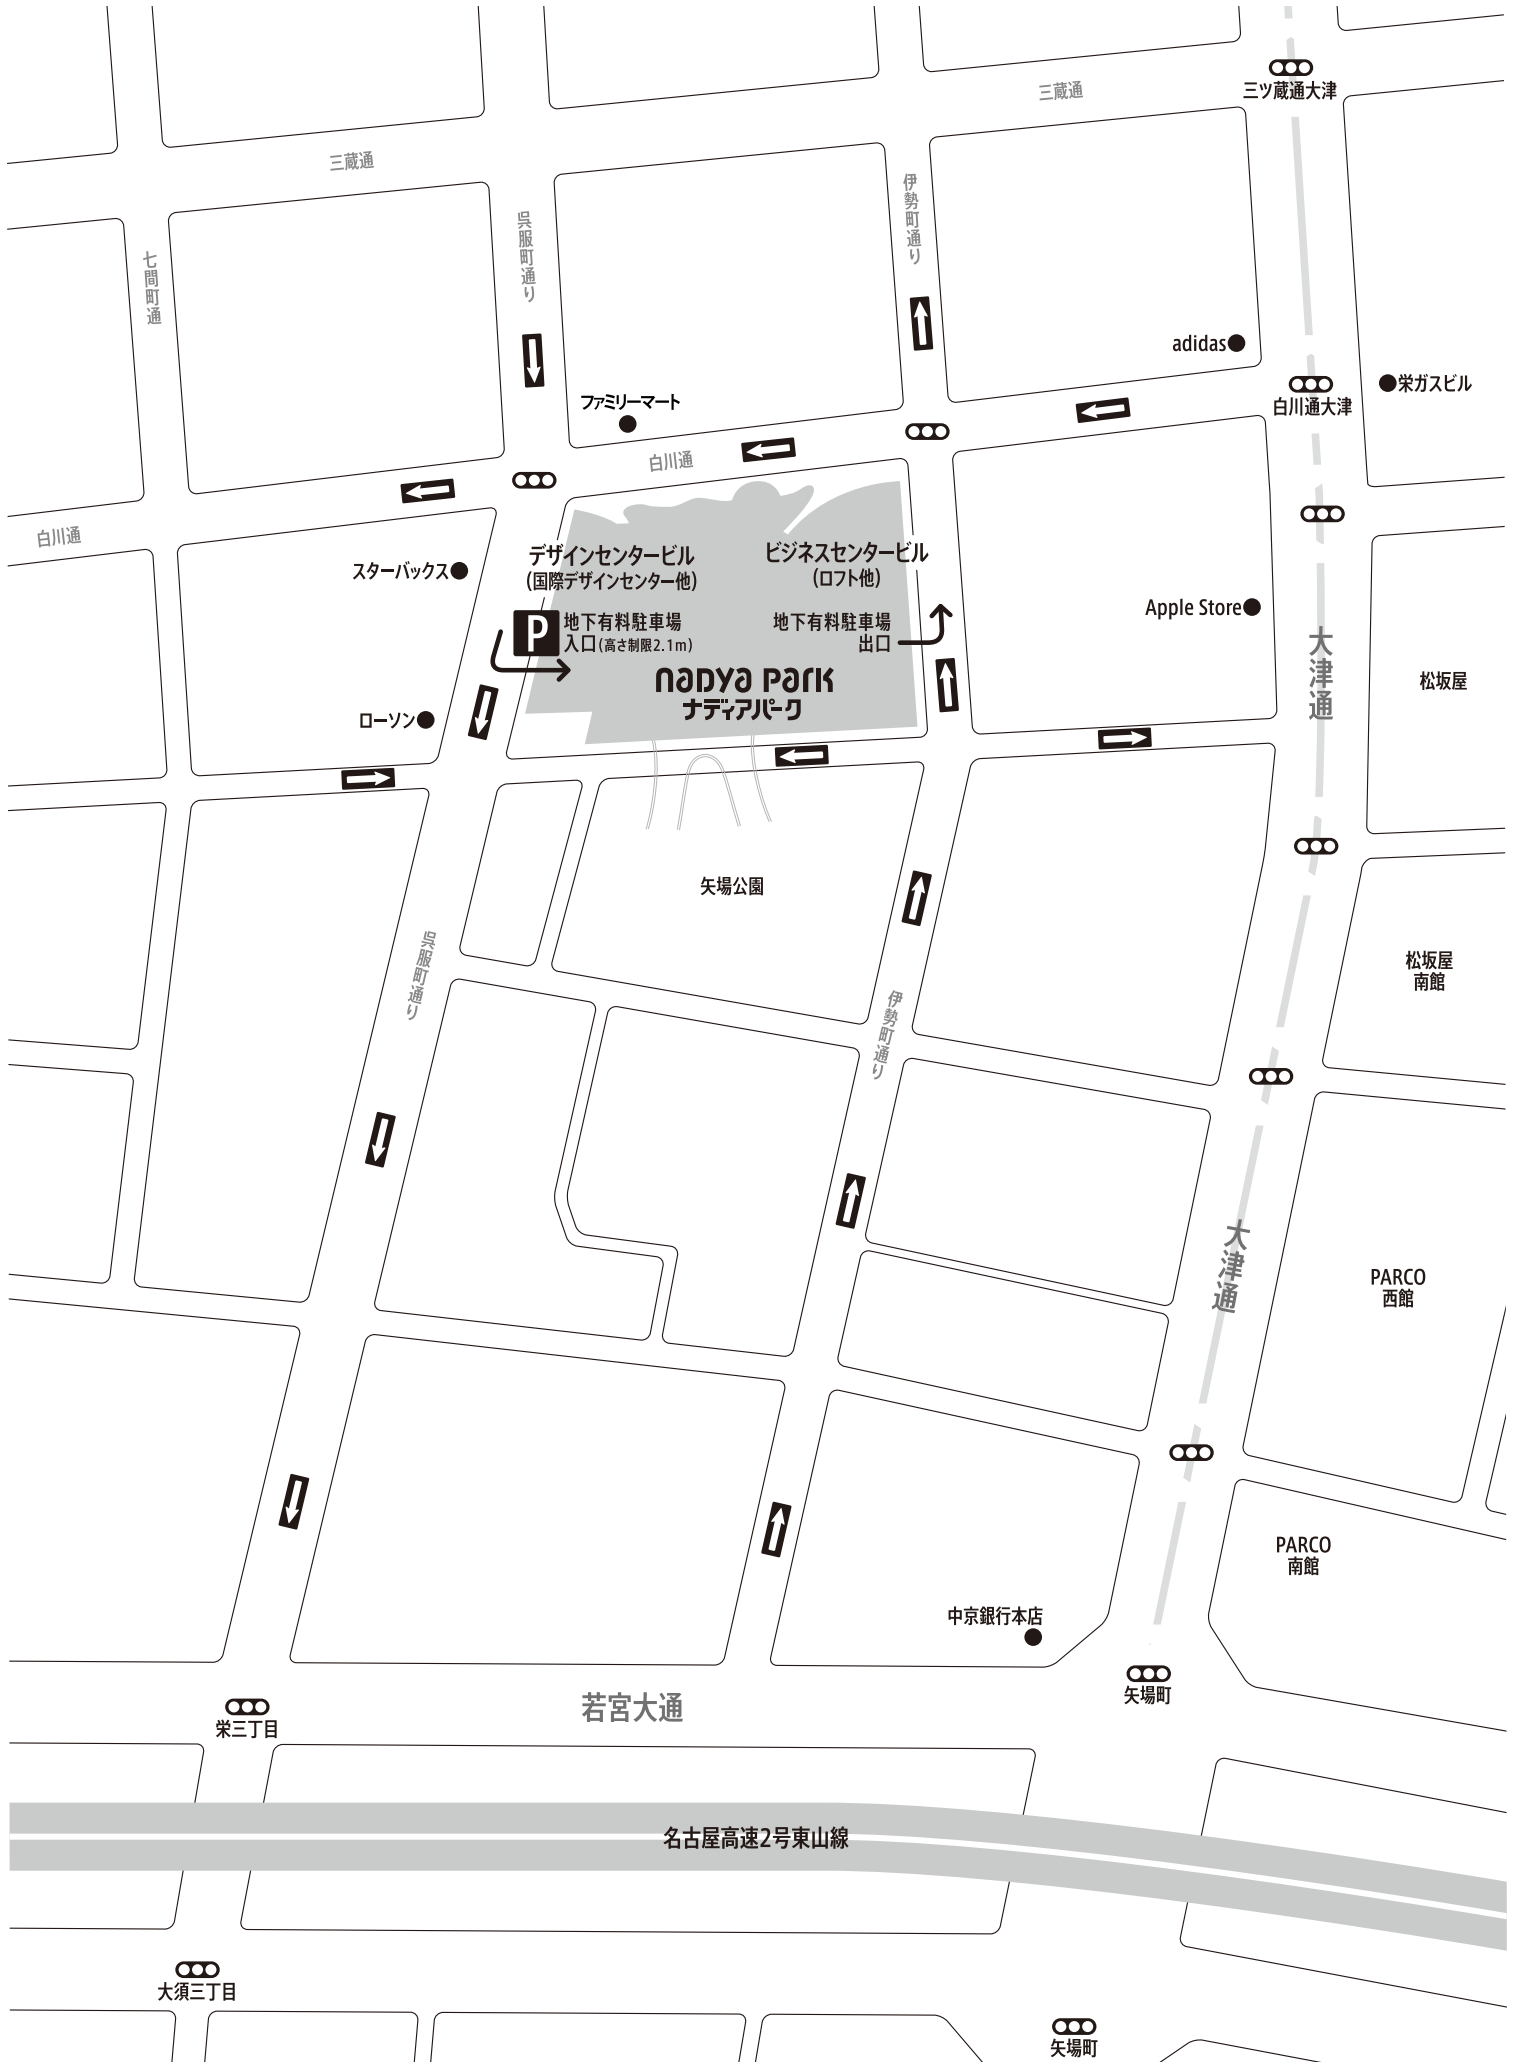 三ツ蔵通大津
三蔵通
三蔵通
伊勢町通り
呉服町通り
七間町通
adidas
栄ガスビル
白川通大津
ファミリーマート
白川通
白川通
デザインセンタービル
(国際デザインセンター他)
ビジネスセンタービル
(ロフト他)
スターバックス
P
地下有料駐車場
入口(高さ制限2.1m)
地下有料駐車場
出口
Apple Store
大津通
松坂屋
NADYA PARK
ナディアパーク
ローソン
矢場公園
呉服町通り
伊勢町通り
松坂屋
南館
大津通
PARCO
西館
PARCO
南館
中京銀行本店
矢場町
若宮大通
栄三丁目
名古屋高速2号東山線
大須三丁目
矢場町